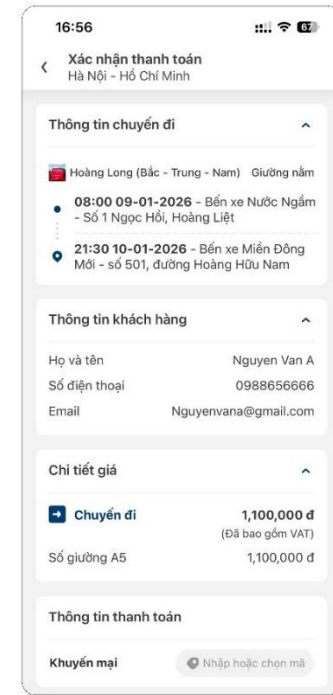 16:56
67
Xác nhận thanh toán
Hà Nội - Hồ Chí Minh
Thông tin chuyến đi
Hoàng Long (Bắc - Trung - Nam) Giường nằm
08:00 09-01-2026 - Bến xe Nước Ngầm
- Số 1 Ngọc Hồi, Hoàng Liệt
21:30 10-01-2026 - Bến xe Miền Đông
Mới - số 501, đường Hoàng Hữu Nam
Thông tin khách hàng
Họ và tên Nguyen Van A
Số điện thoại 0988656666
Email Nguyenvana@gmail.com
Chi tiết giá
Chuyến đi 1,100,000 đ
(Đã bao gồm VAT)
Số giường A5 1,100,000 đ
Thông tin thanh toán
Khuyến mại Nhập hoặc chọn mã